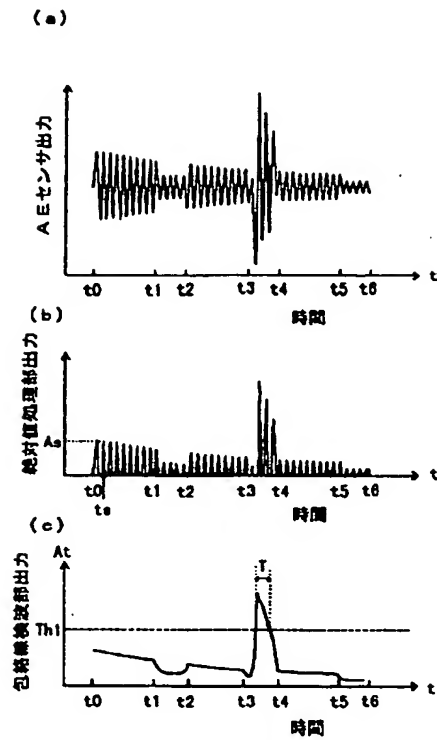 (a)
AEセンサ出力
t
t0 t1 t2 t3 t4 t5 t6
時間
(b)
絶対値処理部出力
As
t
t0 t1 t2 t3 t4 t5 t6
ts
時間
(c)
包絡線検波部出力
At
T
Th1
t
t0 t1 t2 t3 t4 t5 t6
時間